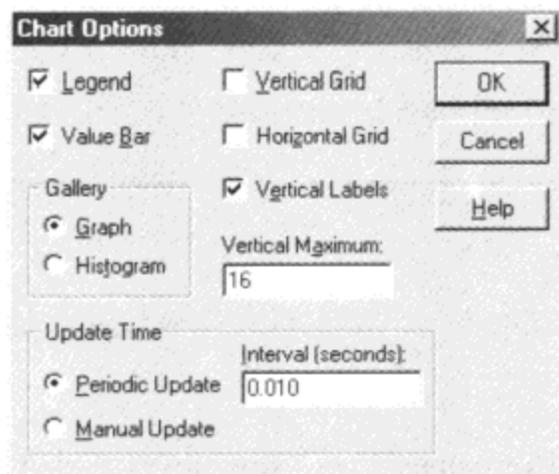 Chart Options
Legend
Vertical Grid
OK
Value Bar
Horizontal Grid
Cancel
Gallery
Vertical Labels
Help
Graph
Histogram
Vertical Maximum:
16
Update Time
Interval (seconds):
Periodic Update
0.010
Manual Update